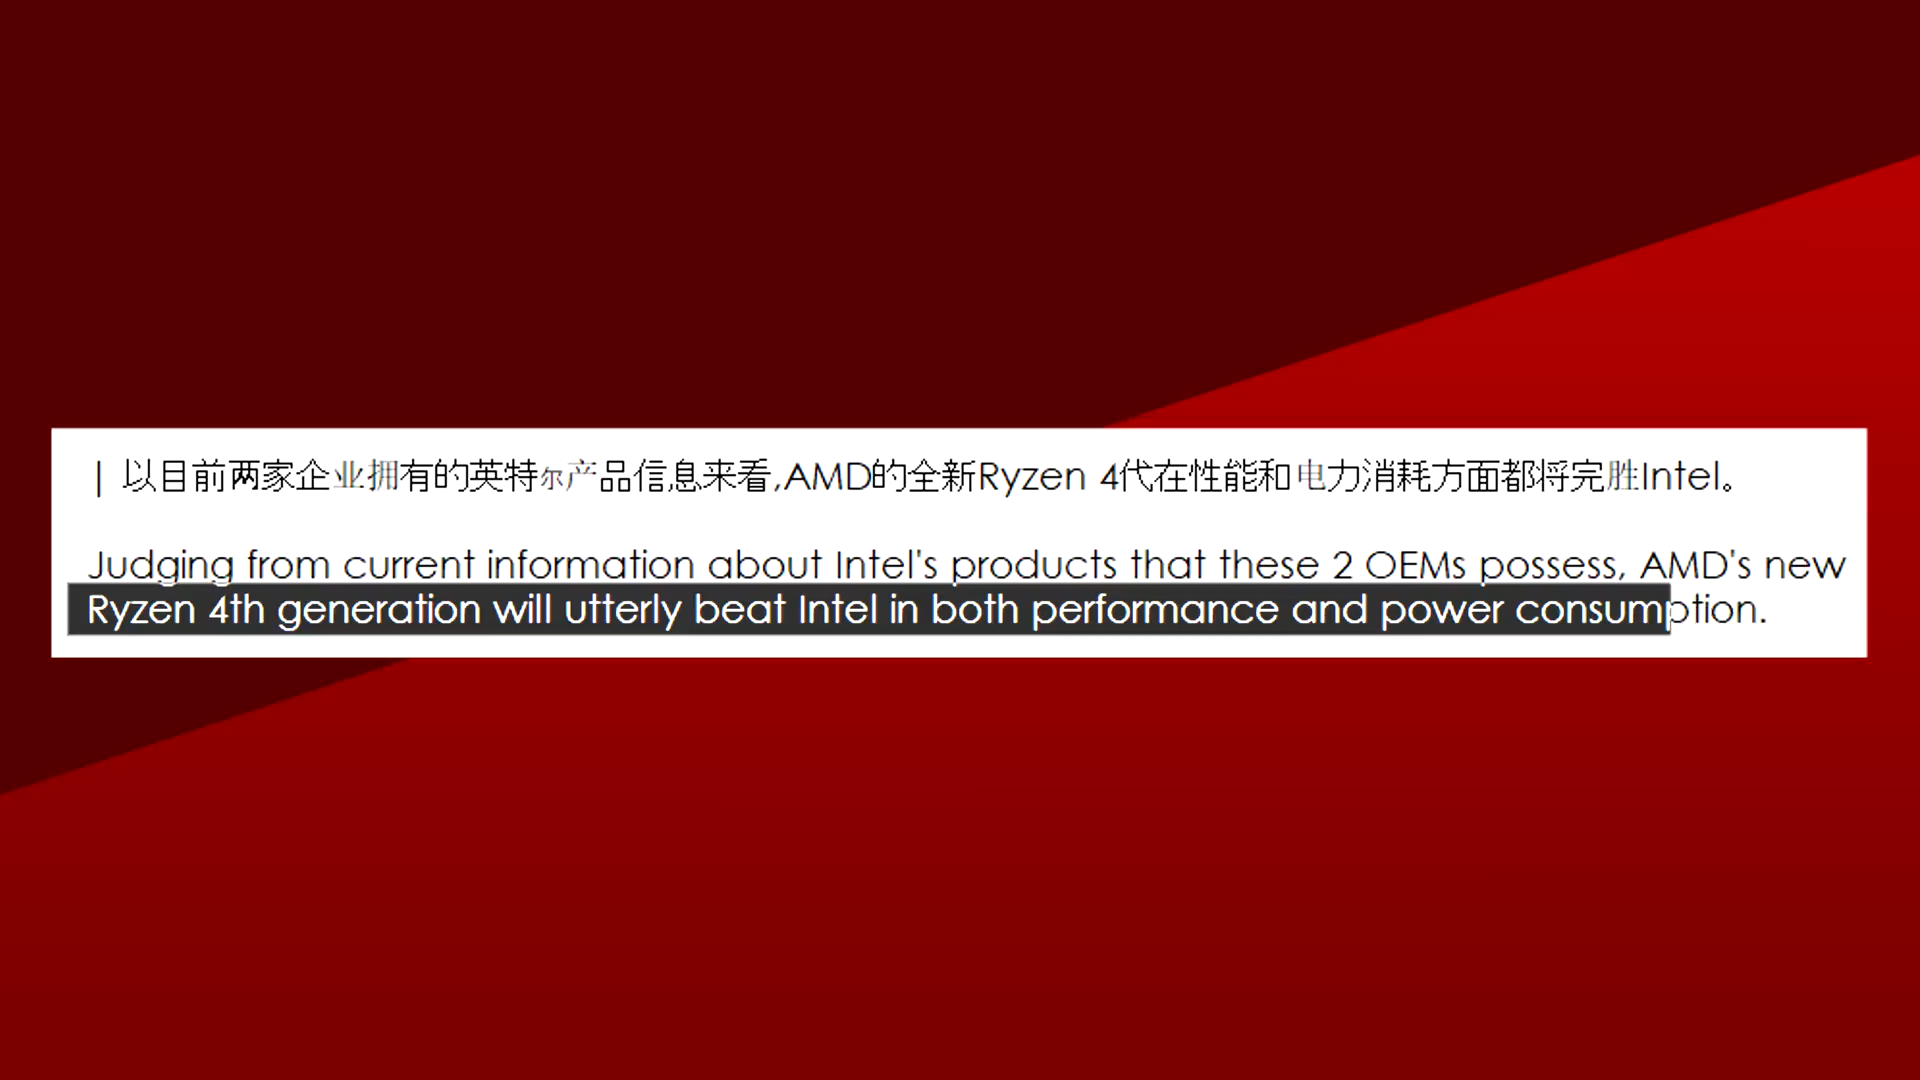 | 以目前两家企业拥有的英特尔产品信息来看,AMD的全新Ryzen 4代在性能和电力消耗方面都将完胜Intel。
Judging from current information about Intel's products that these 2 OEMs possess, AMD's new
Ryzen 4th generation will utterly beat Intel in both performance and power consumption.